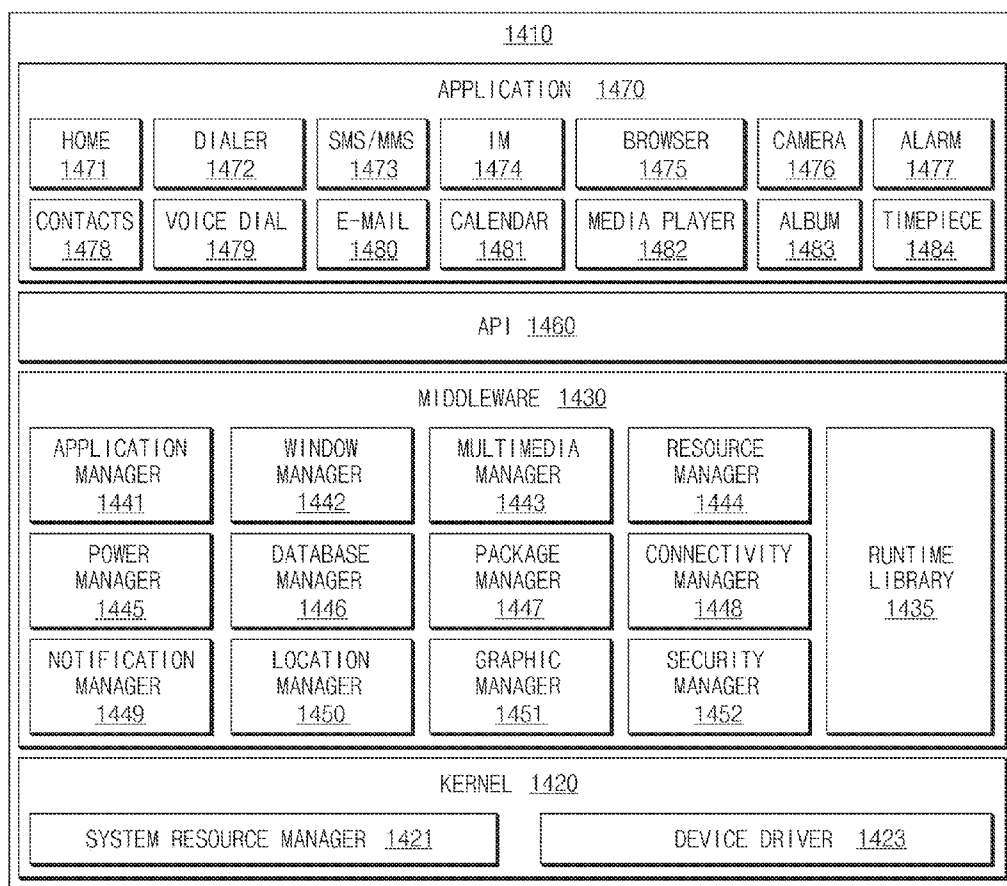 1410
APPLICATION 1470
HOME
1471
DIALER
1472
SMS/MMS
1473
IM
1474
BROWSER
1475
CAMERA
1476
ALARM
1477
CONTACTS
1478
VOICE DIAL
1479
E-MAIL
1480
CALENDAR
1481
MEDIA PLAYER
1482
ALBUM
1483
TIMEPIECE
1484
API 1460
MIDDLEWARE 1430
APPLICATION
MANAGER
1441
WINDOW
MANAGER
1442
MULTIMEDIA
MANAGER
1443
RESOURCE
MANAGER
1444
POWER
MANAGER
1445
DATABASE
MANAGER
1446
PACKAGE
MANAGER
1447
CONNECTIVITY
MANAGER
1448
NOTIFICATION
MANAGER
1449
LOCATION
MANAGER
1450
GRAPHIC
MANAGER
1451
SECURITY
MANAGER
1452
RUNTIME
LIBRARY
1435
KERNEL 1420
SYSTEM RESOURCE MANAGER 1421
DEVICE DRIVER 1423